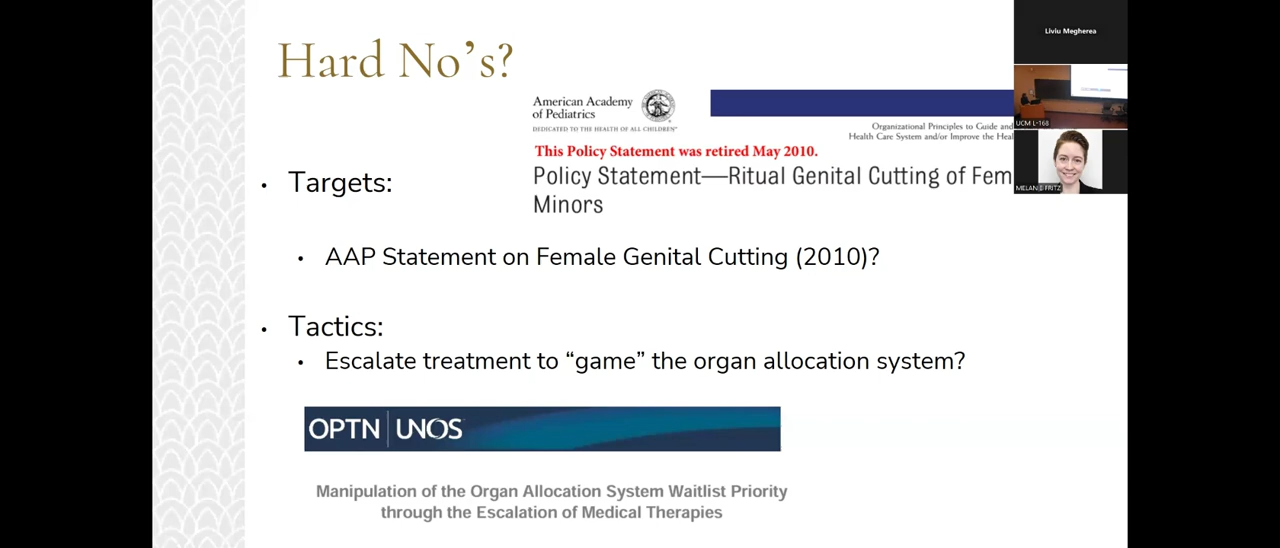 Hard No's?
American Academy
of Pediatrics
DEDICATED TO THE HEALTH OF ALL CHILDREN™
Organizational Principles to Guide and
Health Care System and/or Improve the Heal
This Policy Statement was retired May 2010.
Policy Statement—Ritual Genital Cutting of Fem
Minors
• Targets:
• AAP Statement on Female Genital Cutting (2010)?
• Tactics:
• Escalate treatment to “game” the organ allocation system?
OPTN | UNOS
Manipulation of the Organ Allocation System Waitlist Priority
through the Escalation of Medical Therapies
Liviu Megherea
UCM L-168